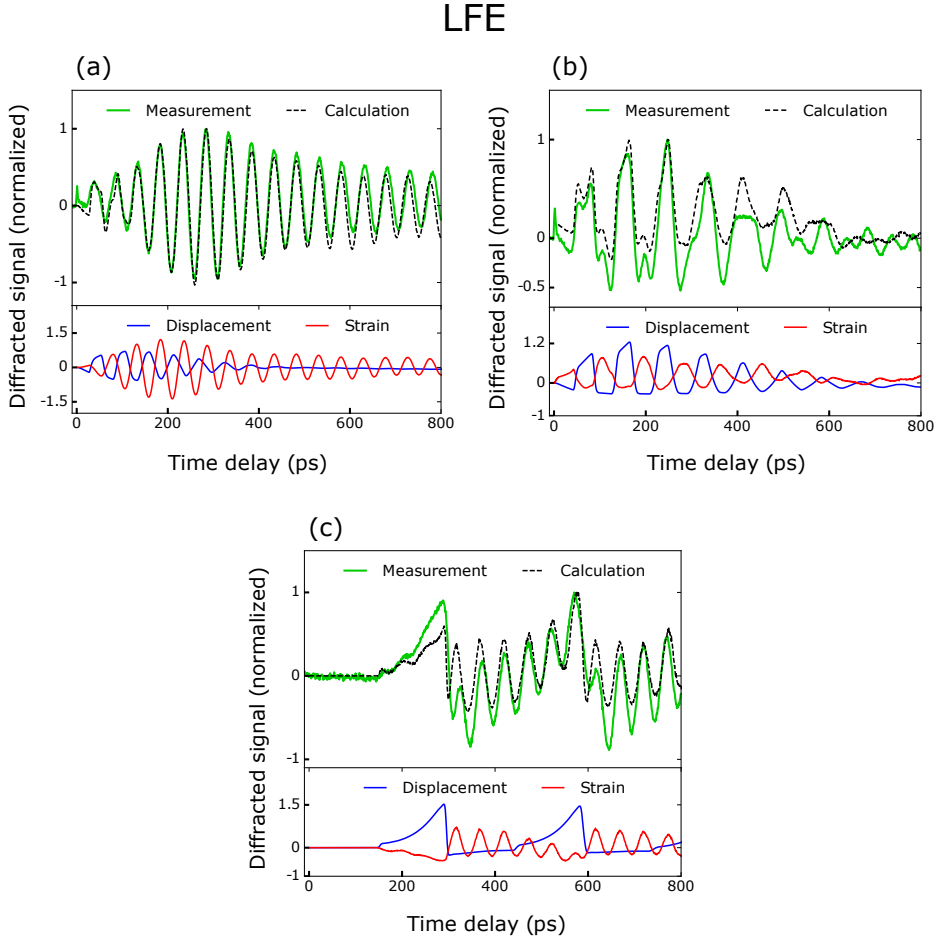 LFE
(a)
Diffracted signal (normalized)
Measurement
Calculation
1
0
-1
Displacement
Strain
1.5
0
-1.5
0
200
400
600
800
Time delay (ps)
(b)
Diffracted signal (normalized)
Measurement
Calculation
1
0
-0.5
Displacement
Strain
1.2
0
-1
0
200
400
600
800
Time delay (ps)
(c)
Diffracted signal (normalized)
Measurement
Calculation
1
0
-1
Displacement
Strain
1.5
0
-1
0
200
400
600
800
Time delay (ps)